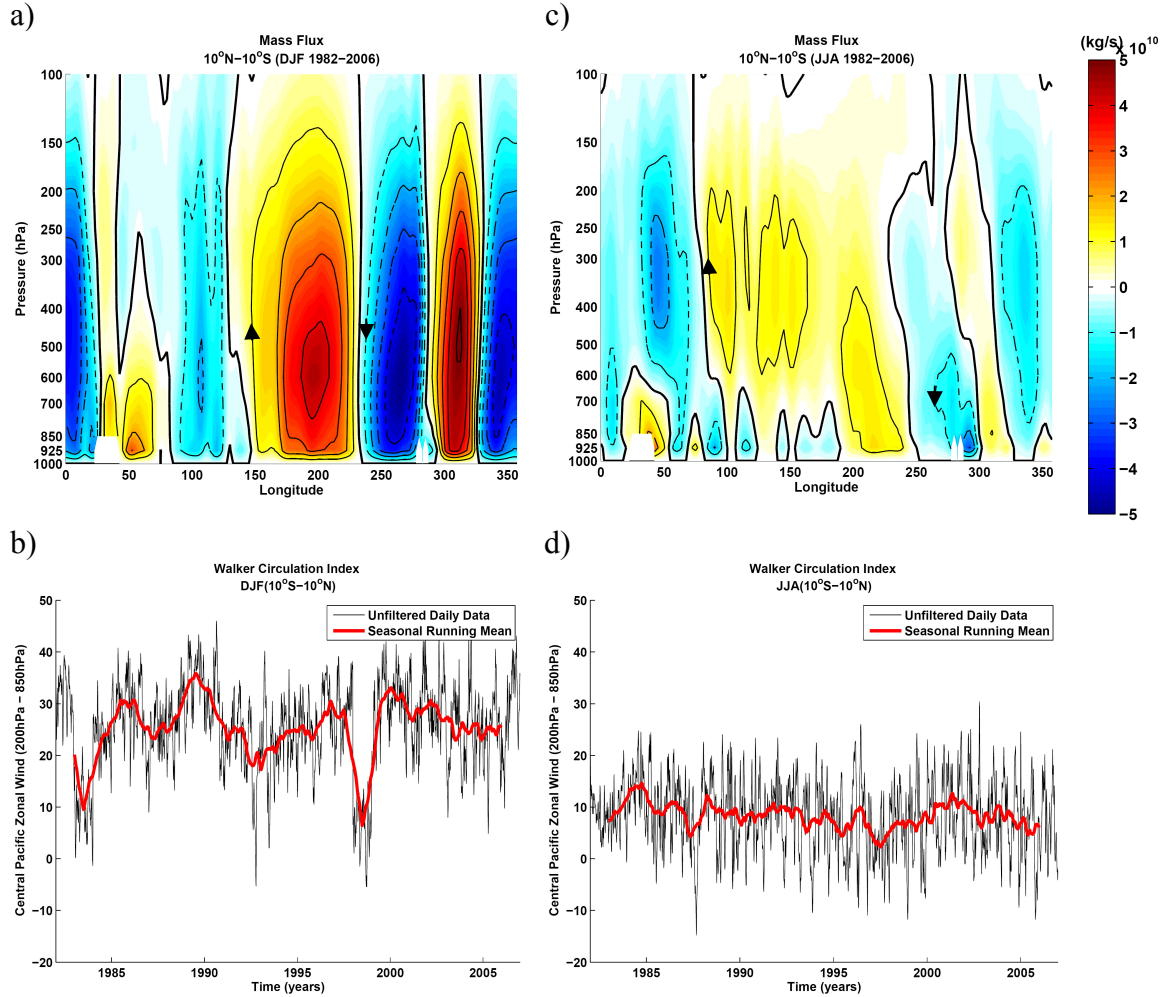 a)
Mass Flux
10°N−10°S (DJF 1982−2006)
Pressure (hPa)
100
150
200
250
300
400
500
600
700
850
925
1000
0
50
100
150
200
250
300
350
Longitude
c)
Mass Flux
10°N−10°S (JJA 1982−2006)
Pressure (hPa)
100
150
200
250
300
400
500
600
700
850
925
1000
0
50
100
150
200
250
300
350
Longitude
(kg/s)
x 10¹⁰
5
4
3
2
1
0
−1
−2
−3
−4
−5
b)
Walker Circulation Index
DJF(10°S−10°N)
Central Pacific Zonal Wind (200hPa − 850hPa)
50
40
30
20
10
0
−10
−20
Unfiltered Daily Data
Seasonal Running Mean
1985
1990
1995
2000
2005
Time (years)
d)
Walker Circulation Index
JJA(10°S−10°N)
Central Pacific Zonal Wind (200hPa − 850hPa)
50
40
30
20
10
0
−10
−20
Unfiltered Daily Data
Seasonal Running Mean
1985
1990
1995
2000
2005
Time (years)